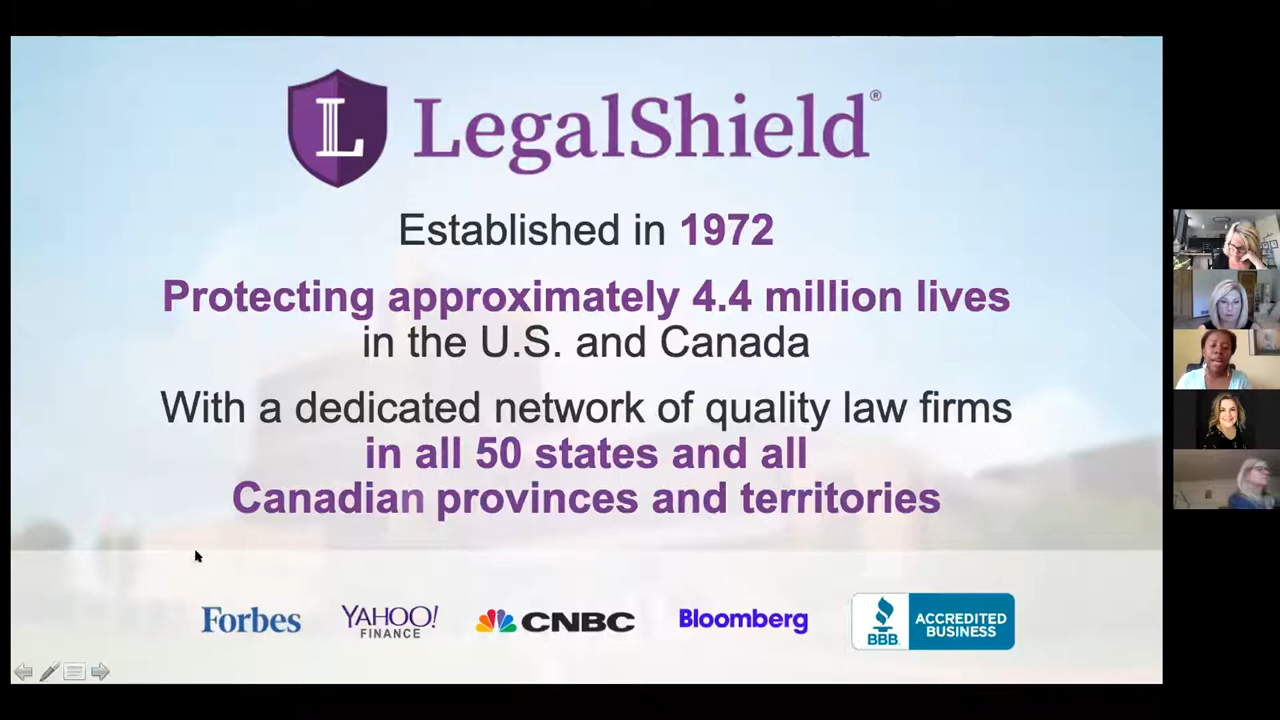 L LegalShield®
Established in 1972
Protecting approximately 4.4 million lives
in the U.S. and Canada
With a dedicated network of quality law firms
in all 50 states and all
Canadian provinces and territories
Forbes
YAHOO!
FINANCE
CNBC
Bloomberg
BBB
ACCREDITED
BUSINESS